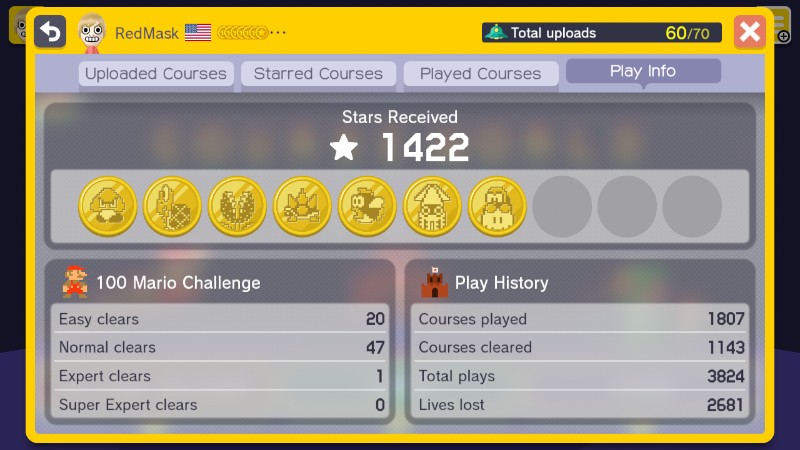 RedMask ...
Total uploads 60/70
Uploaded Courses Starred Courses Played Courses Play Info
Stars Received
1422
100 Mario Challenge
Easy clears 20
Normal clears 47
Expert clears 1
Super Expert clears 0
Play History
Courses played 1807
Courses cleared 1143
Total plays 3824
Lives lost 2681